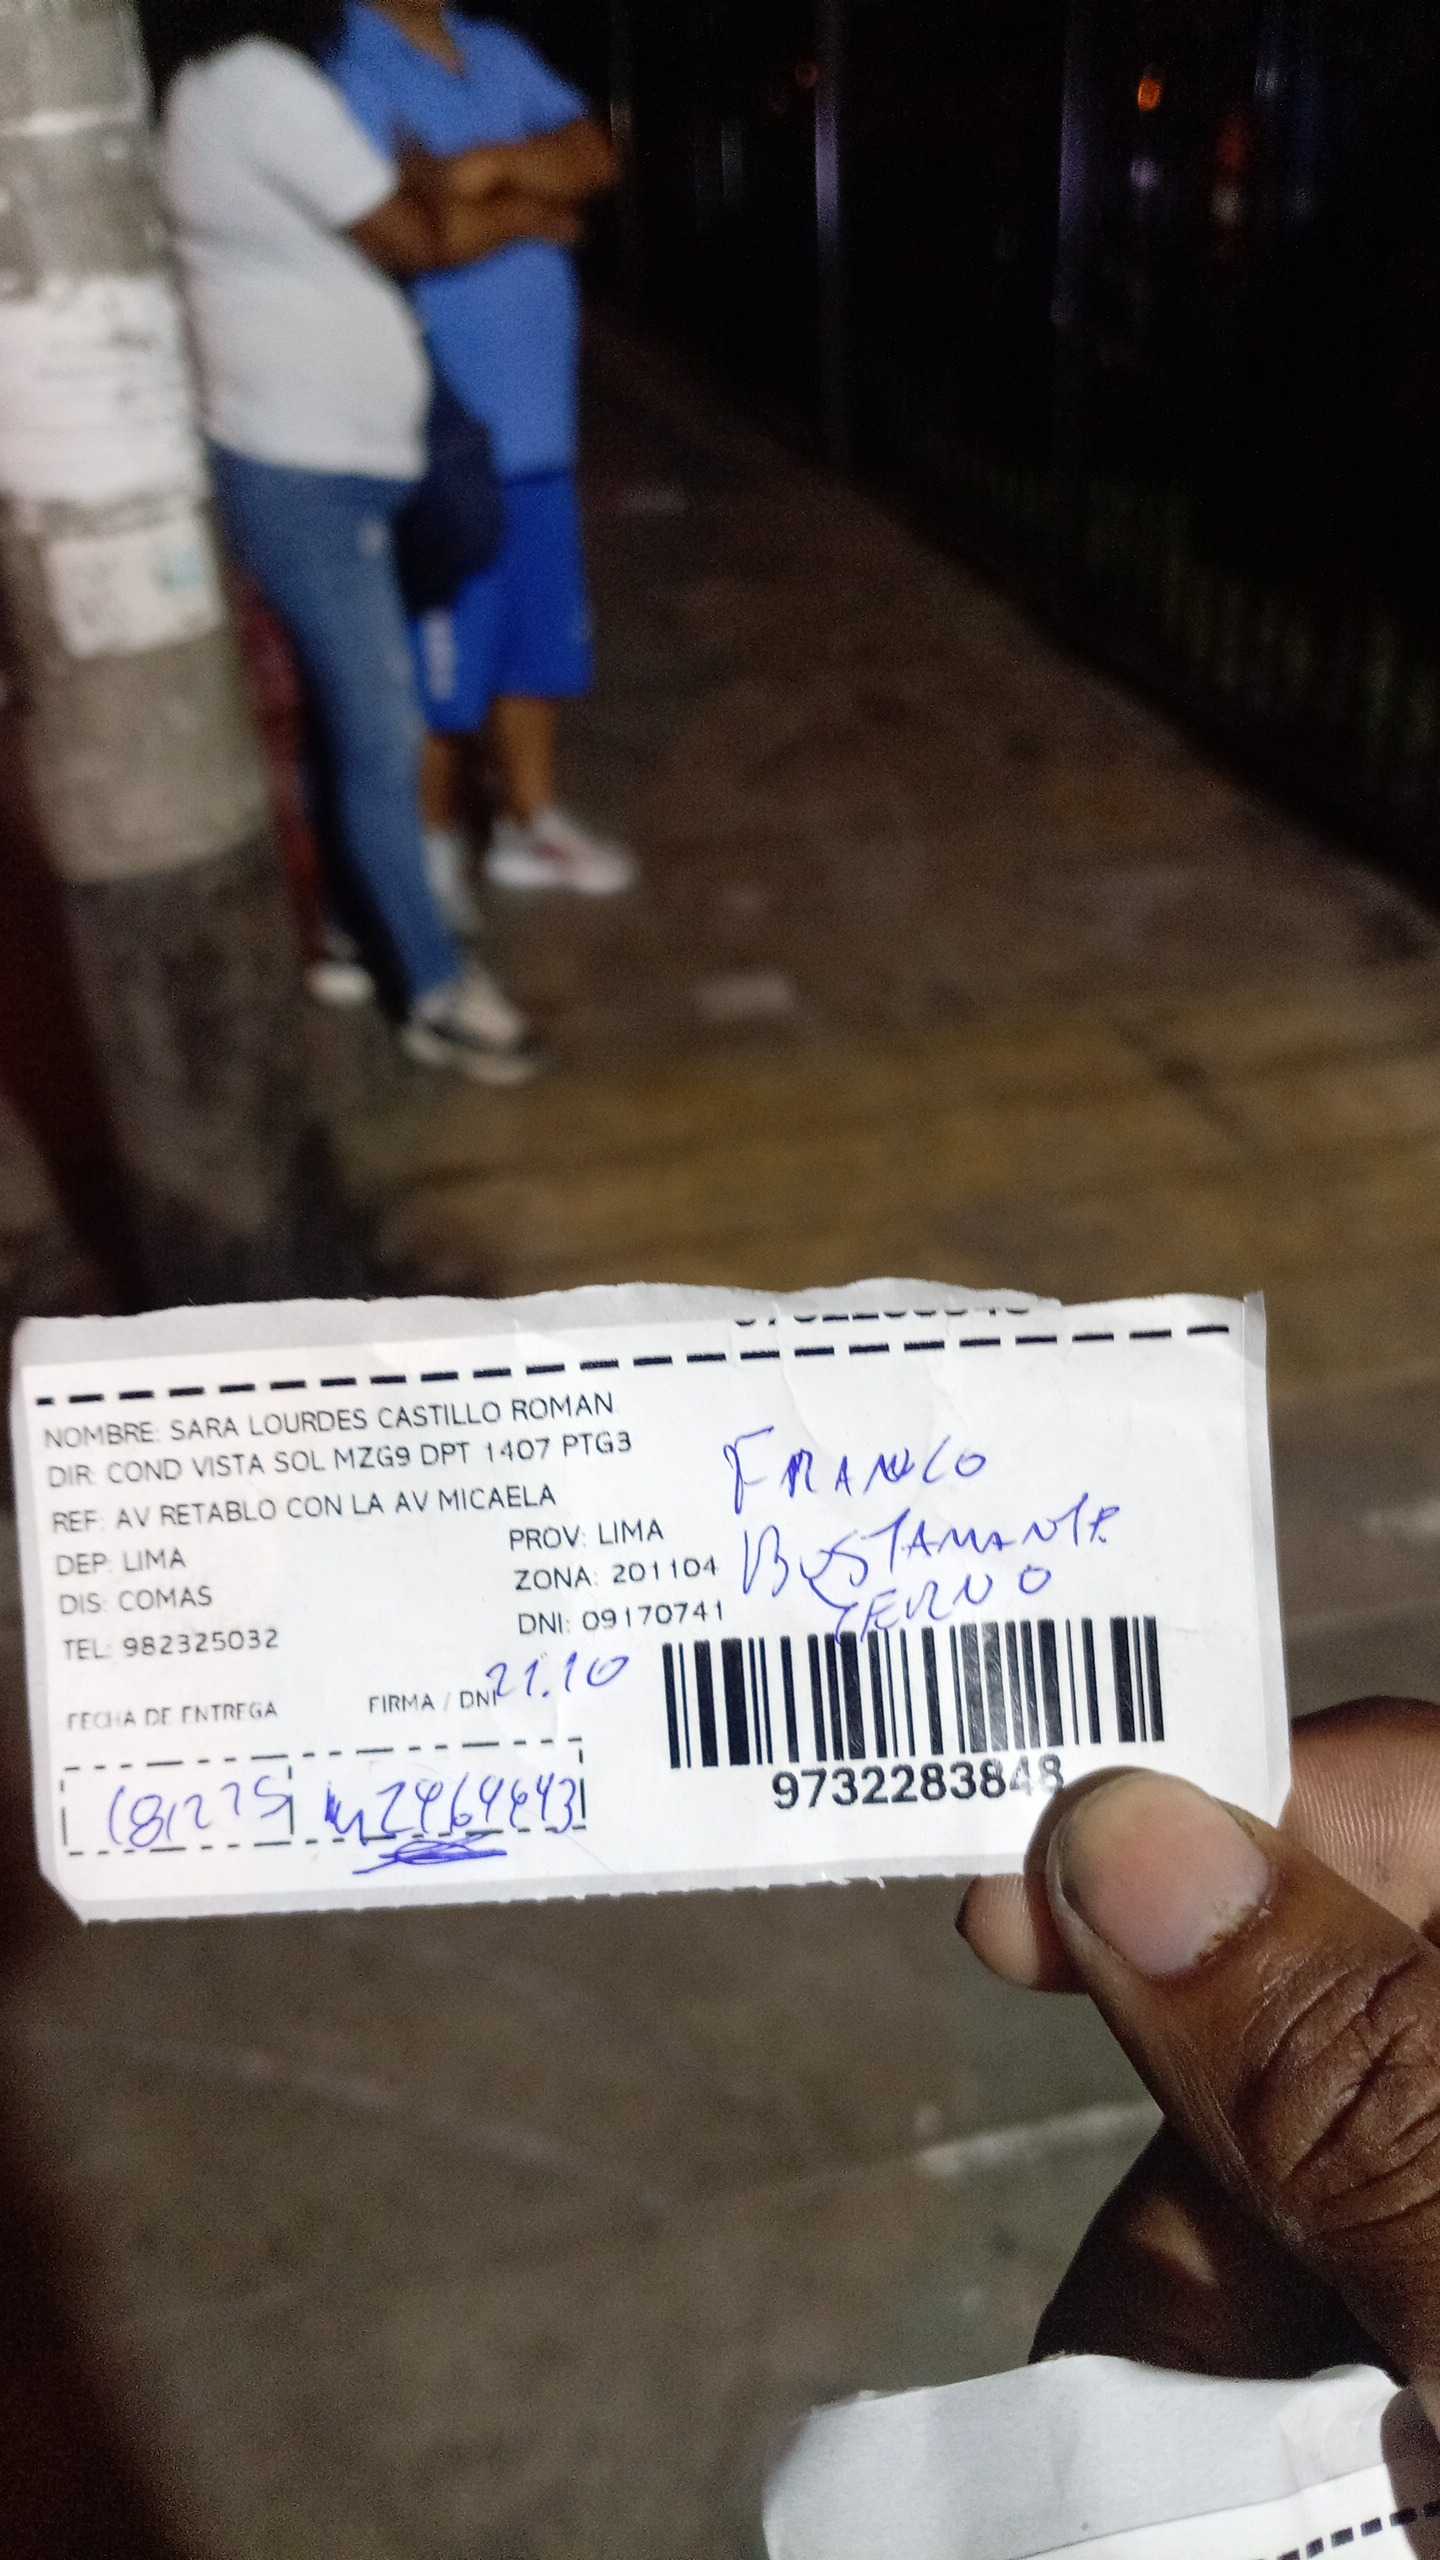 NOMBRE: SARA LOURDES CASTILLO ROMAN
DIR: COND VISTA SOL MZG9 DPT 1407 PTG3
REF: AV RETABLO CON LA AV MICAELA
DEP: LIMA PROV: LIMA
DIS: COMAS ZONA: 201104
TEL: 982325032 DNI: 09170741
FRANCO
BUSTAMANTE
YERNO
FECHA DE ENTREGA FIRMA / DNI 21.10
9732283848